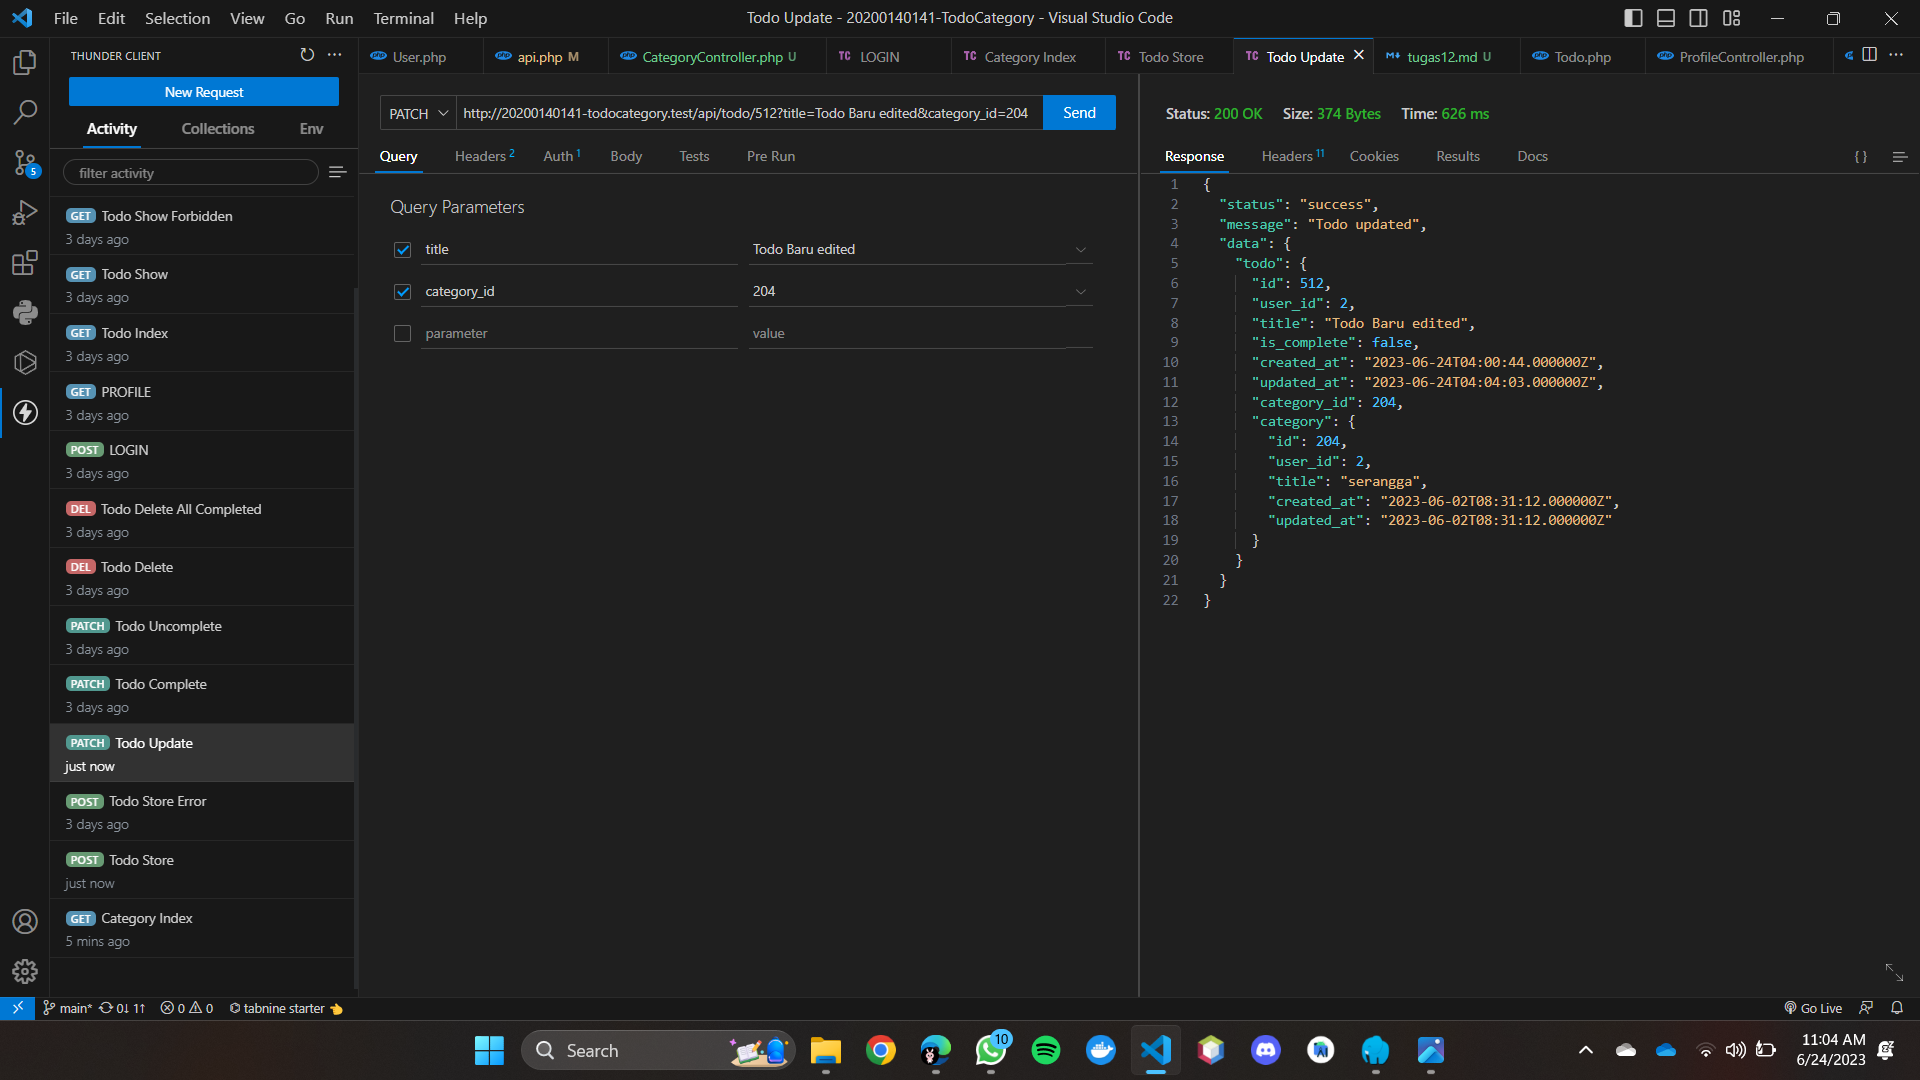 File Edit Selection View Go Run Terminal Help
Todo Update - 20200140141-TodoCategory - Visual Studio Code
THUNDER CLIENT
New Request
Activity Collections Env
filter activity
GET Todo Show Forbidden
3 days ago
GET Todo Show
3 days ago
GET Todo Index
3 days ago
GET PROFILE
3 days ago
POST LOGIN
3 days ago
DEL Todo Delete All Completed
3 days ago
DEL Todo Delete
3 days ago
PATCH Todo Uncomplete
3 days ago
PATCH Todo Complete
3 days ago
PATCH Todo Update
just now
POST Todo Store Error
3 days ago
POST Todo Store
just now
GET Category Index
5 mins ago
5
php User.php php api.php M php CategoryController.php U TC LOGIN TC Category Index TC Todo Store TC Todo Update M tugas12.md U php Todo.php php ProfileController.php
PATCH http://20200140141-todocategory.test/api/todo/512?title=Todo Baru edited&category_id=204 Send
Query Headers 2 Auth 1 Body Tests Pre Run
Query Parameters
title Todo Baru edited
category_id 204
parameter value
Status: 200 OK Size: 374 Bytes Time: 626 ms
Response Headers 11 Cookies Results Docs { }
1 {
2 "status": "success",
3 "message": "Todo updated",
4 "data": {
5 "todo": {
6 "id": 512,
7 "user_id": 2,
8 "title": "Todo Baru edited",
9 "is_complete": false,
10 "created_at": "2023-06-24T04:00:44.000000Z",
11 "updated_at": "2023-06-24T04:04:03.000000Z",
12 "category_id": 204,
13 "category": {
14 "id": 204,
15 "user_id": 2,
16 "title": "serangga",
17 "created_at": "2023-06-02T08:31:12.000000Z",
18 "updated_at": "2023-06-02T08:31:12.000000Z"
19 }
20 }
21 }
22 }
main* 0↓ 1↑ 0 0 tabnine starter
Go Live
Search
10
11:04 AM
6/24/2023